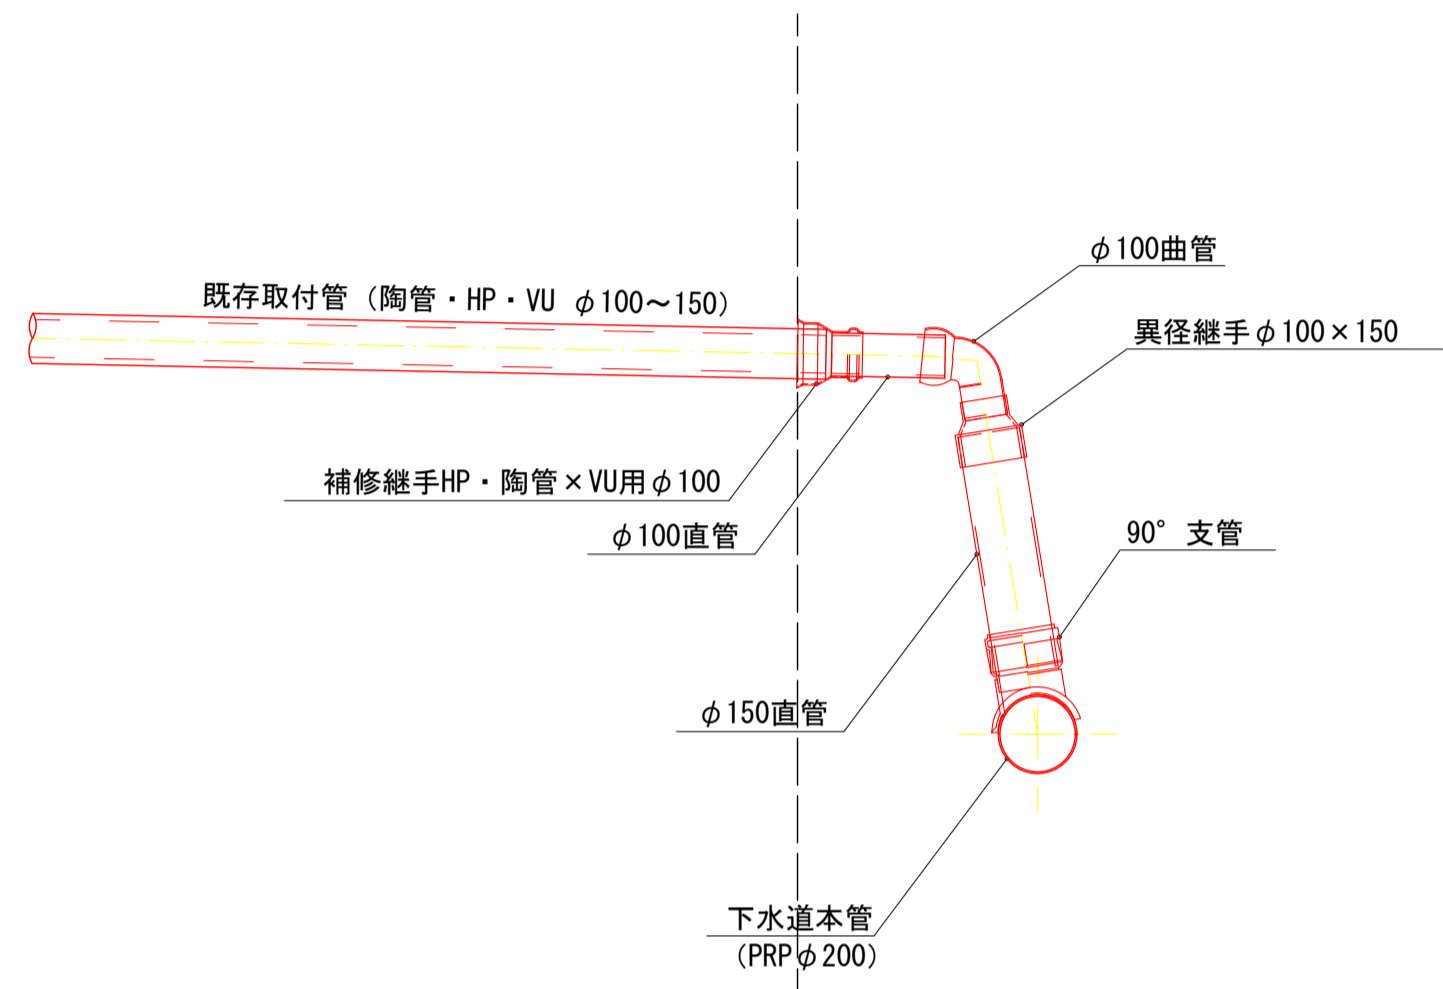 φ100曲管
既存取付管（陶管・HP・VU φ100～150）
異径継手φ100×150
補修継手HP・陶管×VU用φ100
φ100直管
90° 支管
φ150直管
下水道本管
（PRPφ200）